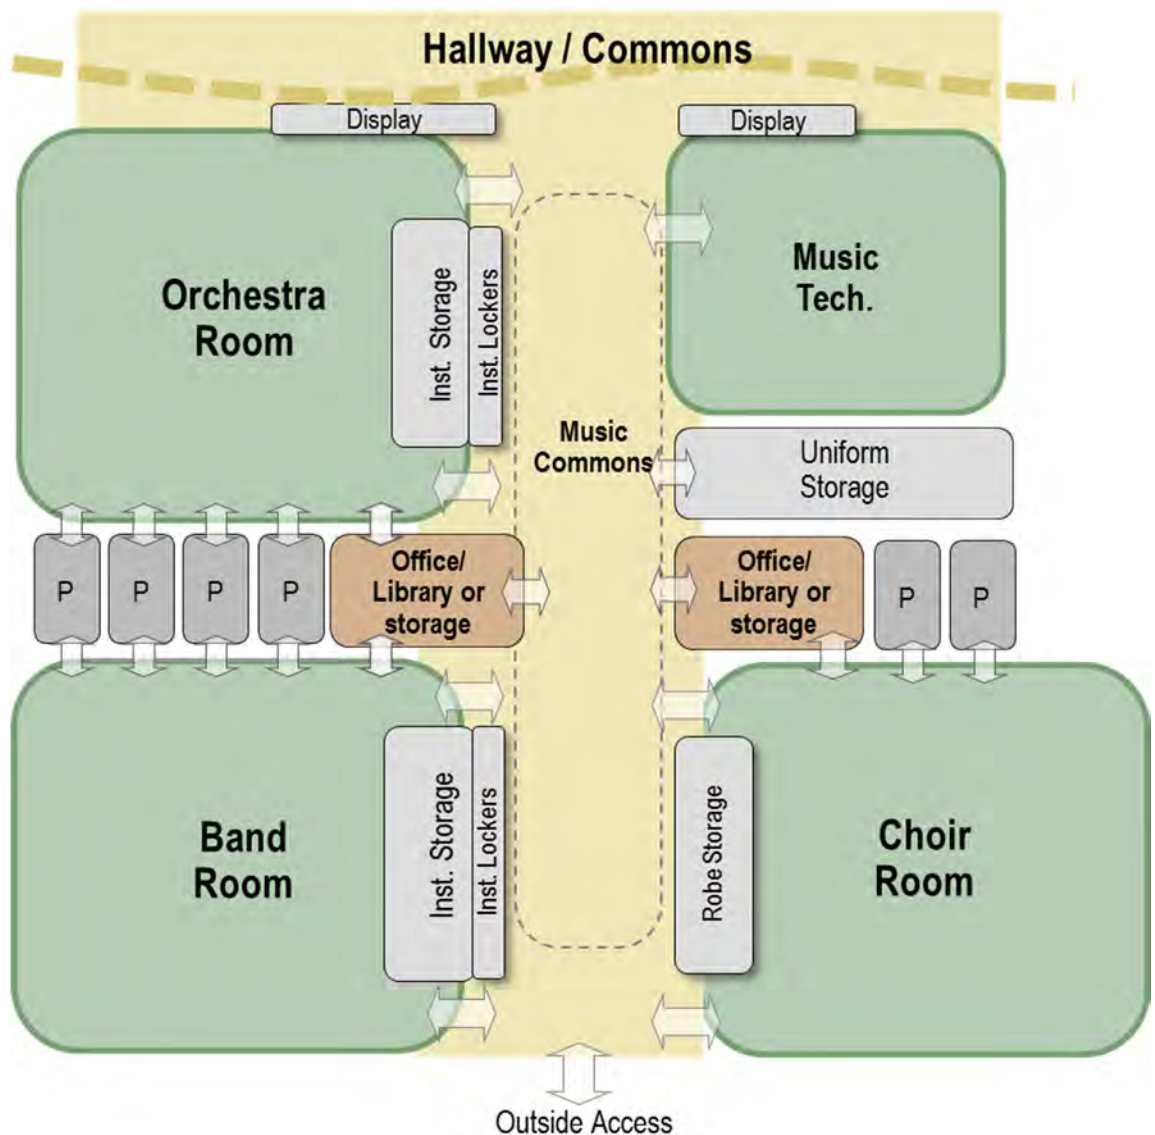 Hallway / Commons
Display
Display
Orchestra
Room
Inst. Storage
Inst. Lockers
Music
Tech.
Music
Commons
Uniform
Storage
P
P
P
P
Office/
Library or
storage
Office/
Library or
storage
P
P
Band
Room
Inst. Storage
Inst. Lockers
Robe Storage
Choir
Room
Outside Access